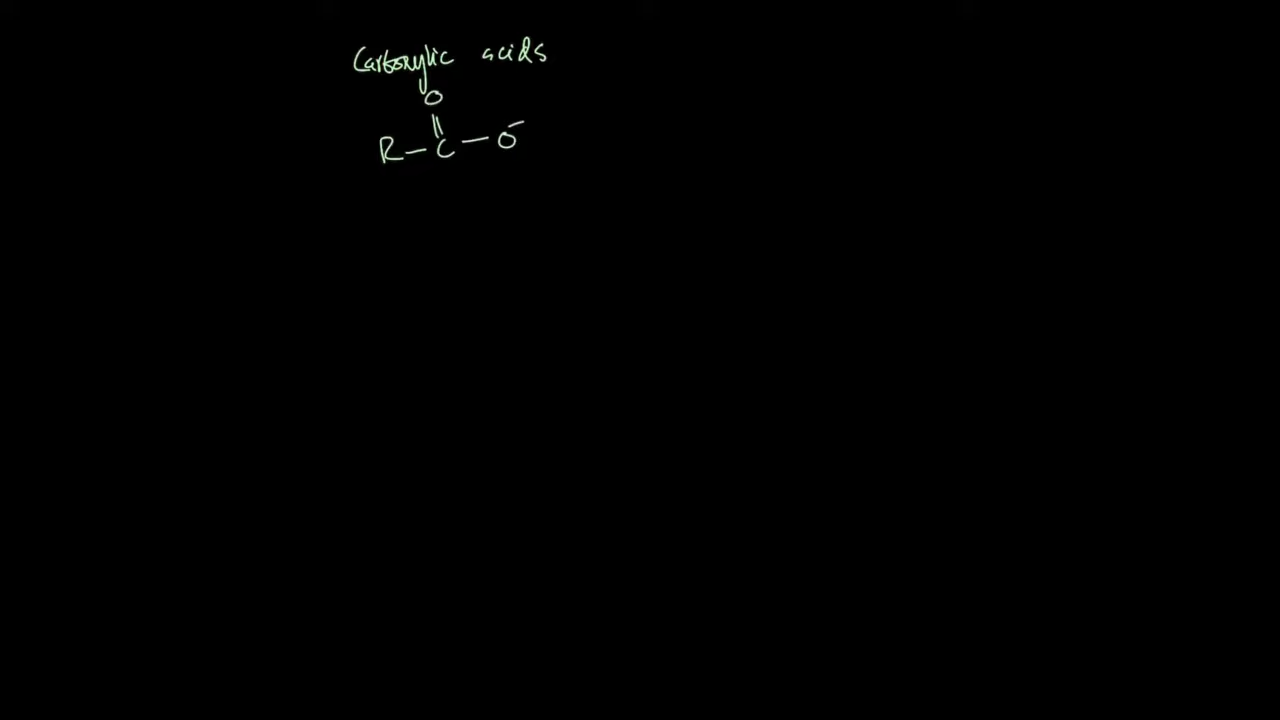 Carboxylic acids
O
||
R-C-O⁻